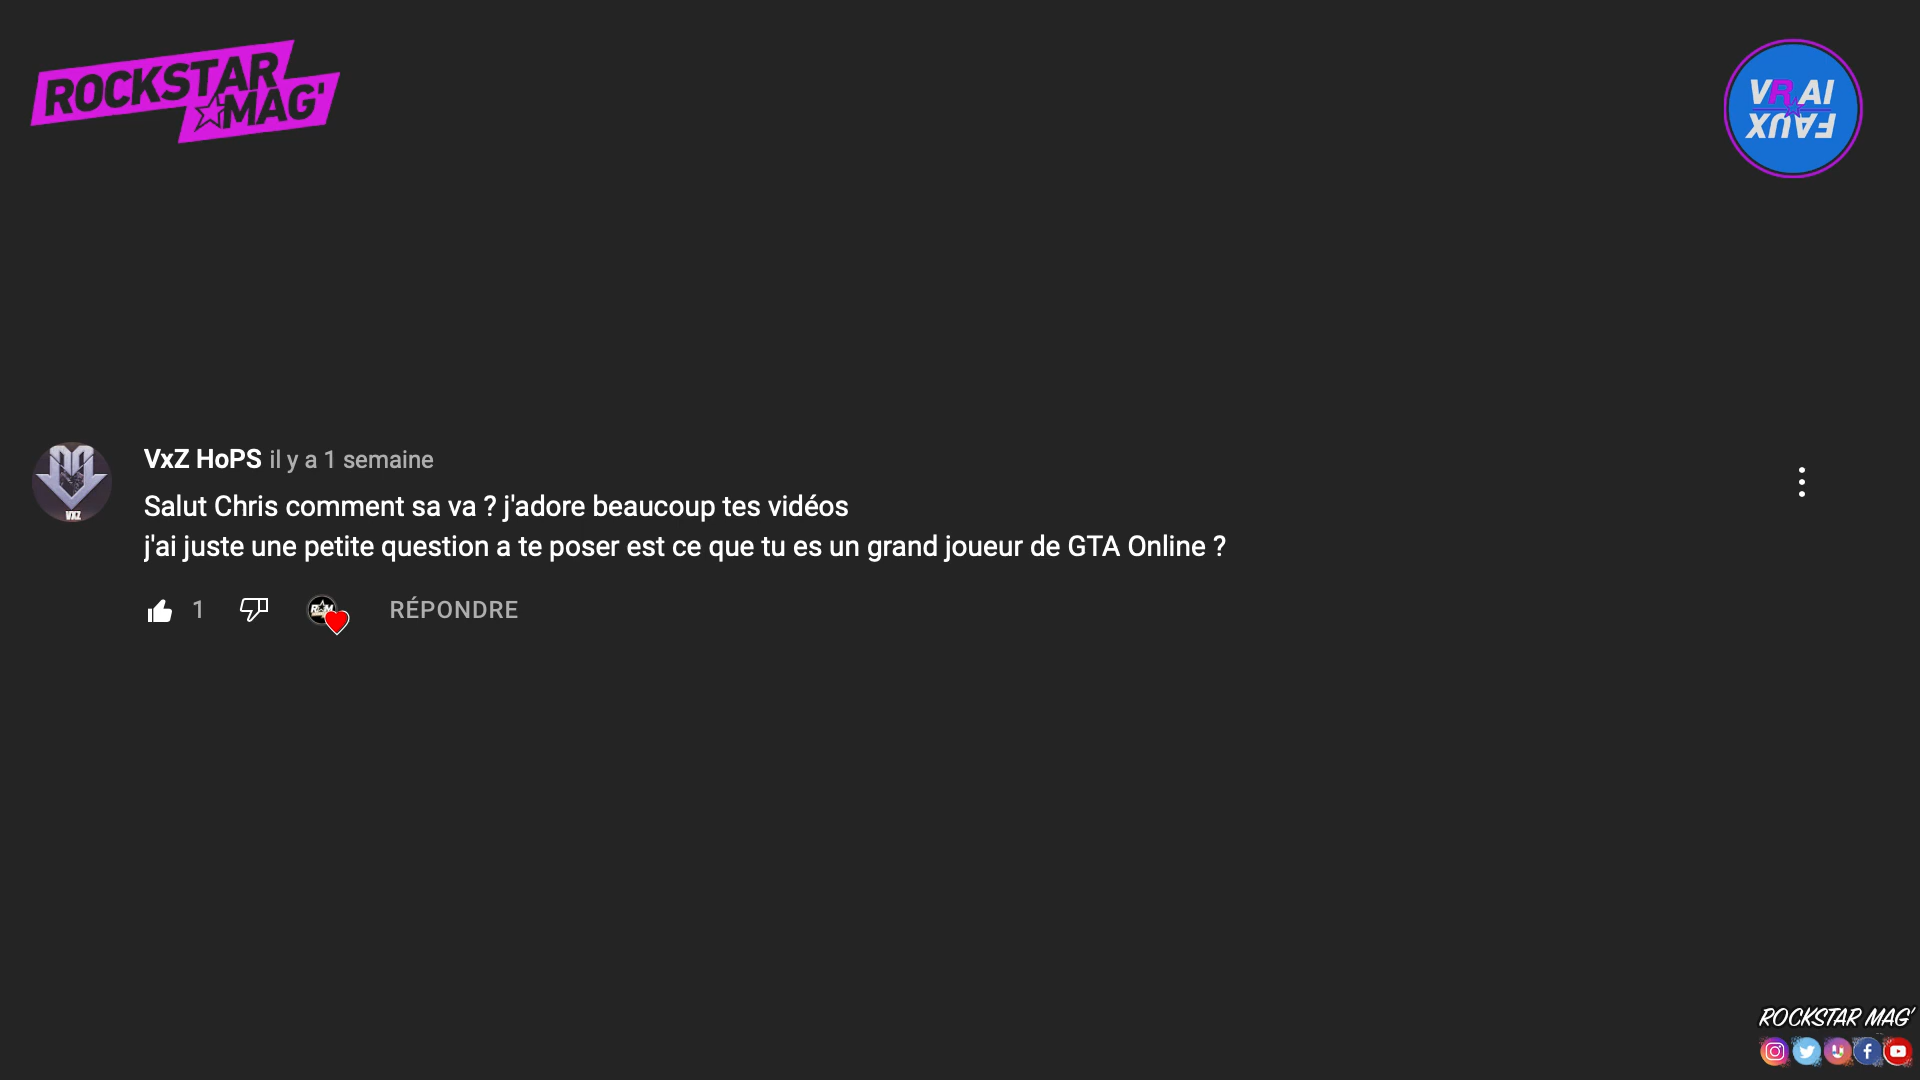 ROCKSTAR
MAG'
VRAI
FAUX
VxZ HoPS il y a 1 semaine
Salut Chris comment sa va ? j'adore beaucoup tes vidéos
j'ai juste une petite question a te poser est ce que tu es un grand joueur de GTA Online ?
VXZ
1
RÉPONDRE
ROCKSTAR MAG'